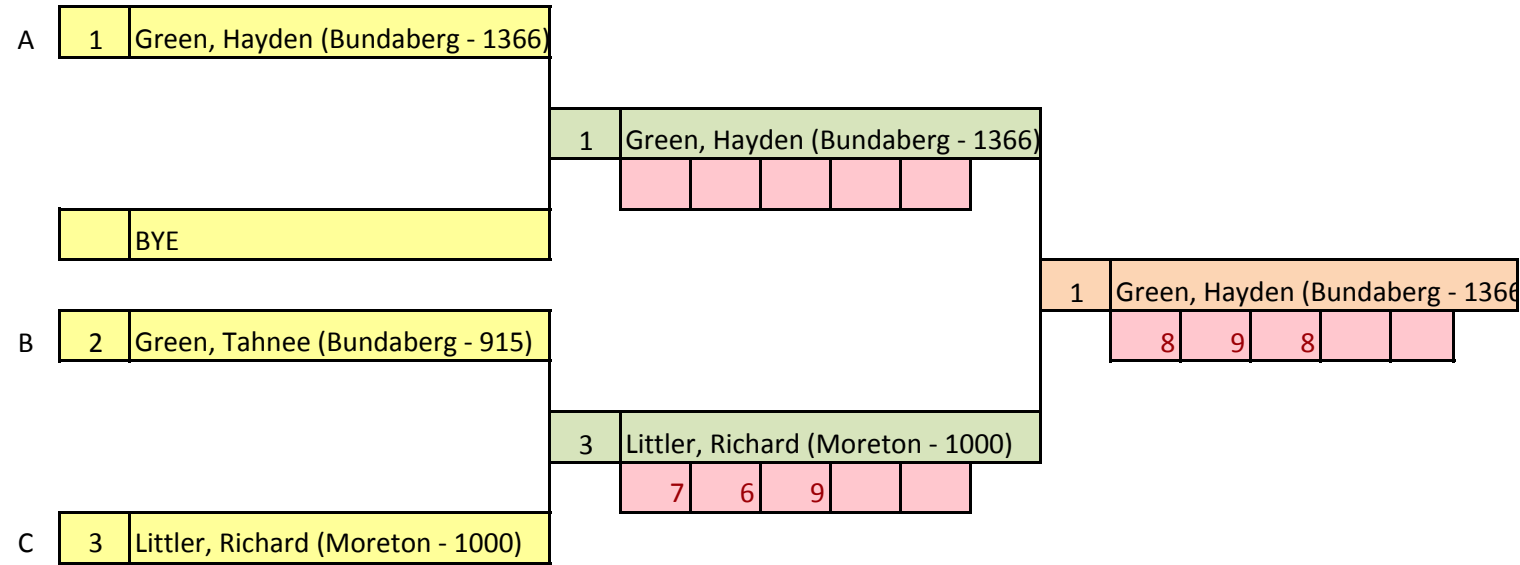 A 1 Green, Hayden (Bundaberg - 1366)
1 Green, Hayden (Bundaberg - 1366)
BYE
1 Green, Hayden (Bundaberg - 1366
B 2 Green, Tahnee (Bundaberg - 915)
8 9 8
3 Littler, Richard (Moreton - 1000)
7 6 9
C 3 Littler, Richard (Moreton - 1000)